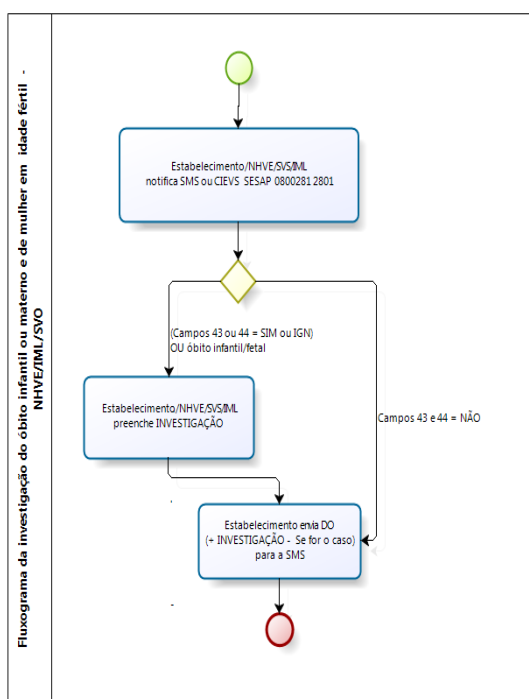 Fluxograma da investigação do óbito infantil ou materno e de mulher em idade fértil -
NHVE/IML/SVO
Estabelecimento/NHVE/SVS/IML
notifica SMS ou CIEVS SESAP 0800281 2801
(Campos 43 ou 44 = SIM ou IGN)
OU óbito infantil/fetal
Campos 43 e 44 = NÃO
Estabelecimento/NHVE/SVS/IML
preenche INVESTIGAÇÃO
Estabelecimento envia DO
(+ INVESTIGAÇÃO - Se for o caso)
para a SMS